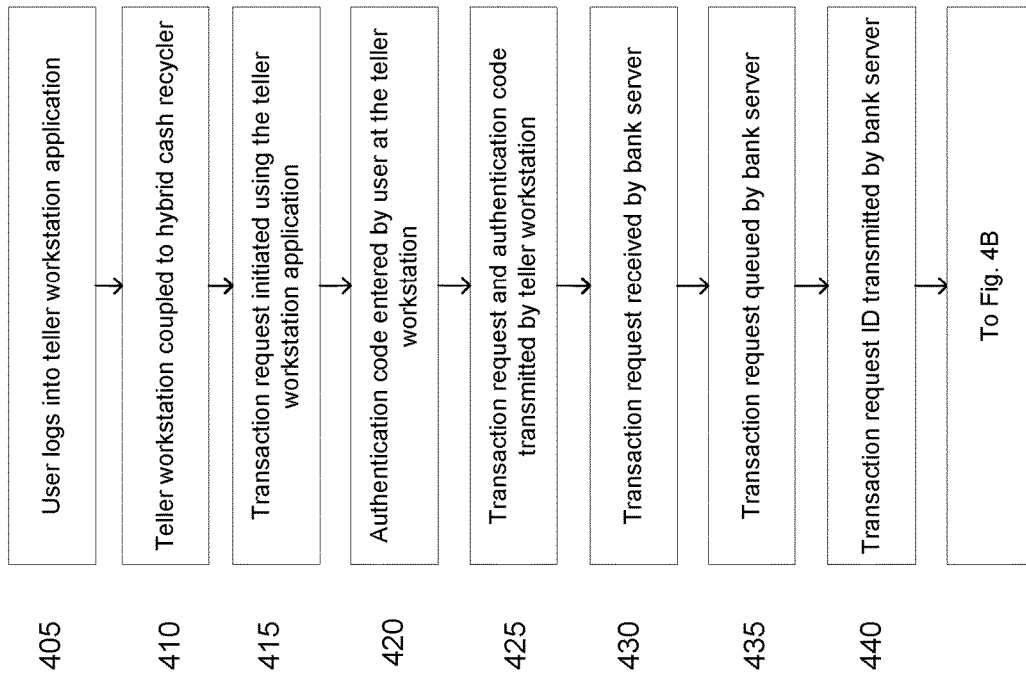 405
User logs into teller workstation application
410
Teller workstation coupled to hybrid cash recycler
415
Transaction request initiated using the teller
workstation application
420
Authentication code entered by user at the teller
workstation
425
Transaction request and authentication code
transmitted by teller workstation
430
Transaction request received by bank server
435
Transaction request queued by bank server
440
Transaction request ID transmitted by bank server
To Fig. 4B